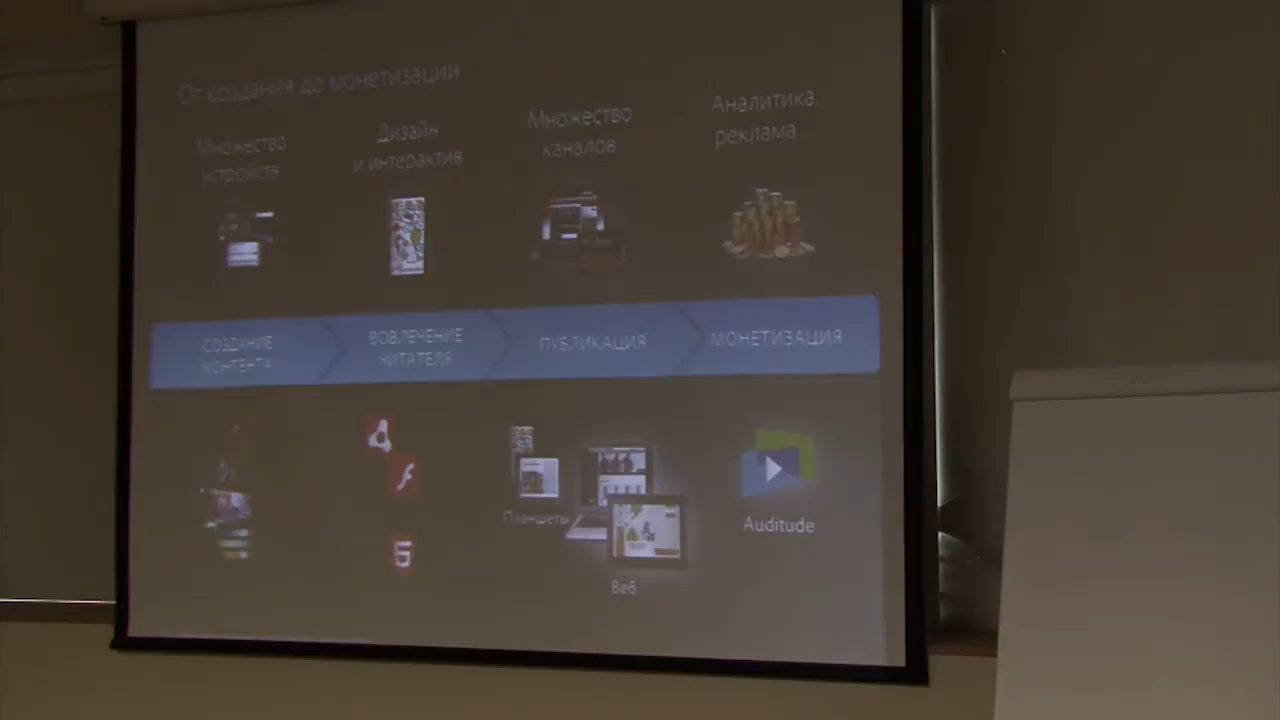 От создания до монетизации
Множество
устройств
Дизайн
и интерактив
Множество
каналов
Аналитика,
реклама...
СОЗДАНИЕ
КОНТЕНТА
ВОВЛЕЧЕНИЕ
ЧИТАТЕЛЯ
ПУБЛИКАЦИЯ
МОНЕТИЗАЦИЯ
Планшеты
Веб
Auditude